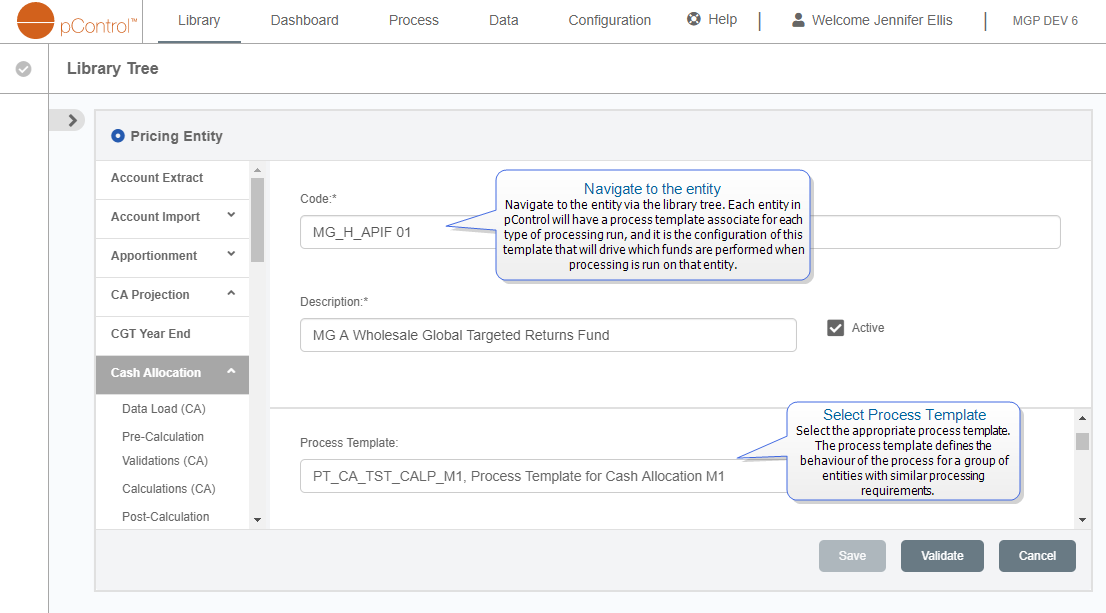 pControl™
Library
Dashboard
Process
Data
Configuration
Help
Welcome Jennifer Ellis
MGP DEV 6
Library Tree
Pricing Entity
Account Extract
Account Import
Apportionment
CA Projection
CGT Year End
Cash Allocation
Data Load (CA)
Pre-Calculation
Validations (CA)
Calculations (CA)
Post-Calculation
Code:*
MG_H_APIF 01
Navigate to the entity
Navigate to the entity via the library tree. Each entity in
pControl will have a process template associate for each
type of processing run, and it is the configuration of this
template that will drive which funds are performed when
processing is run on that entity.
Description:*
MG A Wholesale Global Targeted Returns Fund
Active
Process Template:
PT_CA_TST_CALP_M1, Process Template for Cash Allocation M1
Select Process Template
Select the appropriate process template.
The process template defines the
behaviour of the process for a group of
entities with similar processing
requirements.
Save
Validate
Cancel